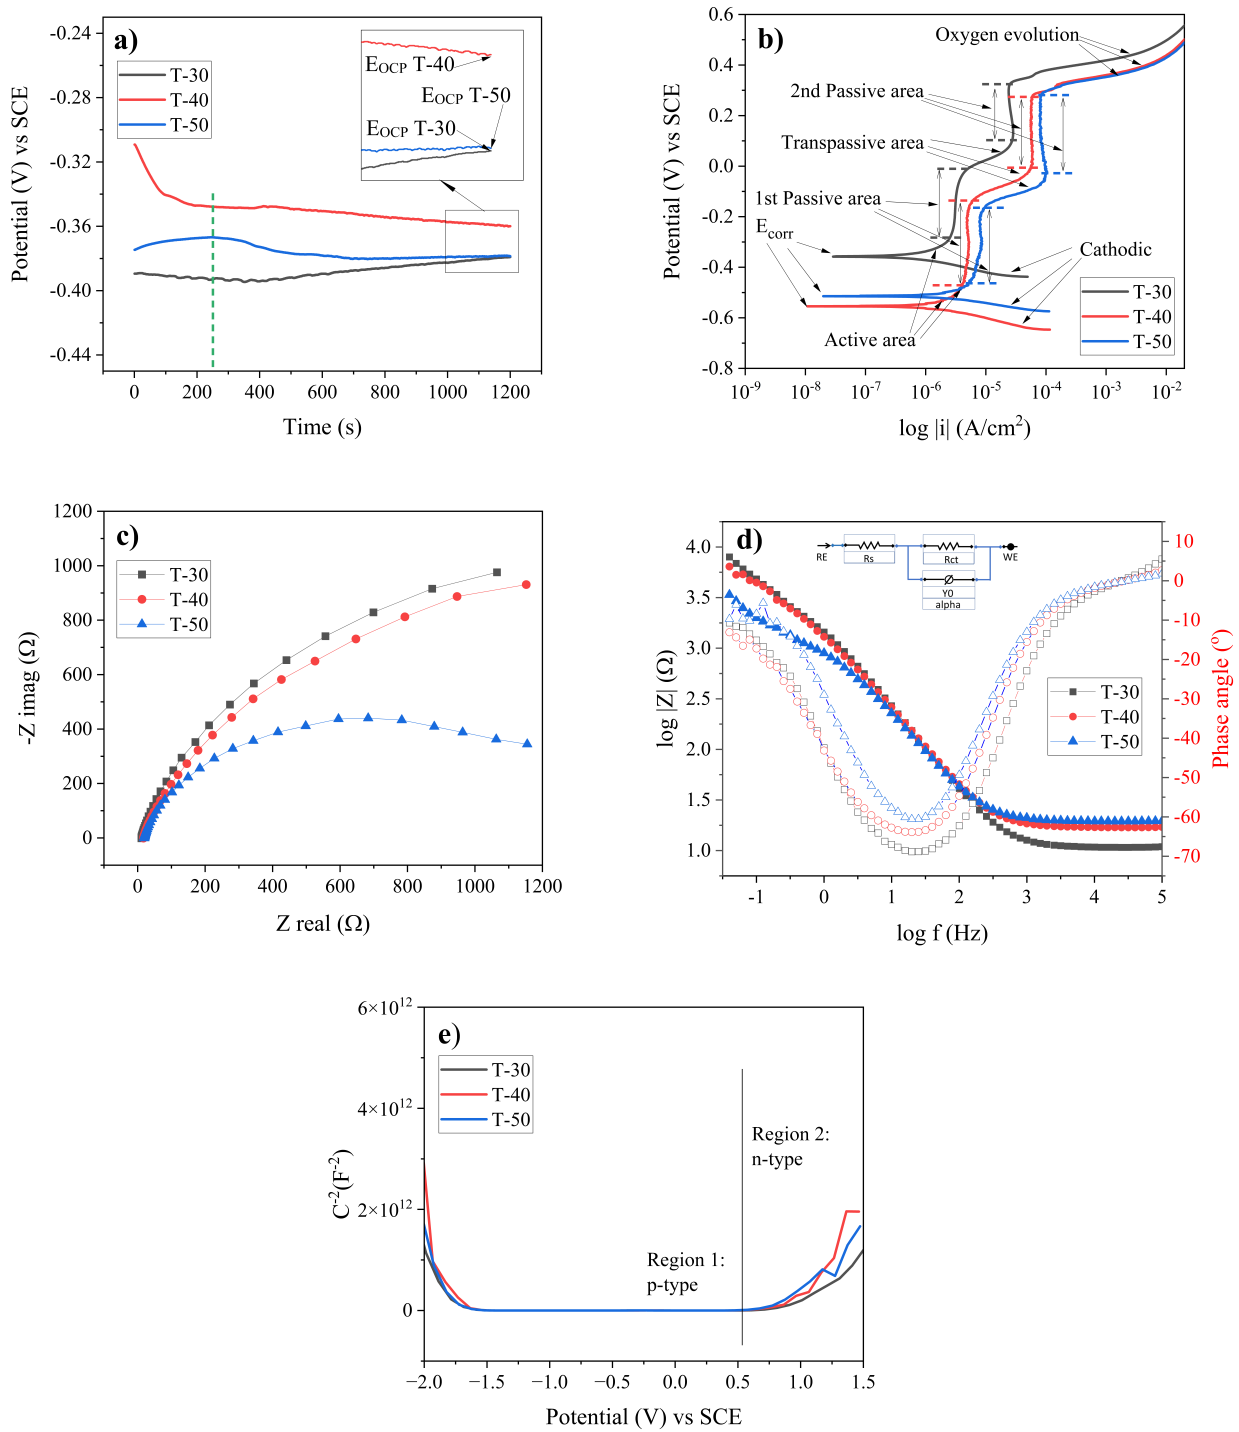 a)
-0.24
-0.28
-0.32
-0.36
-0.40
-0.44
Potential (V) vs SCE
T-30
T-40
T-50
E_OCP T-40
E_OCP T-50
E_OCP T-30
0 200 400 600 800 1000 1200
Time (s)
b)
0.6
0.4
0.2
0.0
-0.2
-0.4
-0.6
-0.8
Potential (V) vs SCE
Oxygen evolution
2nd Passive area
Transpassive area
1st Passive area
E_corr
Cathodic
Active area
T-30
T-40
T-50
10⁻⁹ 10⁻⁸ 10⁻⁷ 10⁻⁶ 10⁻⁵ 10⁻⁴ 10⁻³ 10⁻²
log |i| (A/cm²)
c)
1200
1000
800
600
400
200
0
-Z imag (Ω)
T-30
T-40
T-50
0 200 400 600 800 1000 1200
Z real (Ω)
d)
4.0
3.5
3.0
2.5
2.0
1.5
1.0
log |Z| (Ω)
RE
Rs
Rct
WE
Y0
alpha
T-30
T-40
T-50
10
0
-10
-20
-30
-40
-50
-60
-70
Phase angle (º)
-1 0 1 2 3 4 5
log f (Hz)
e)
6×10¹²
4×10¹²
2×10¹²
0
C⁻²(F⁻²)
T-30
T-40
T-50
Region 2:
n-type
Region 1:
p-type
−2.0 −1.5 −1.0 −0.5 0.0 0.5 1.0 1.5
Potential (V) vs SCE